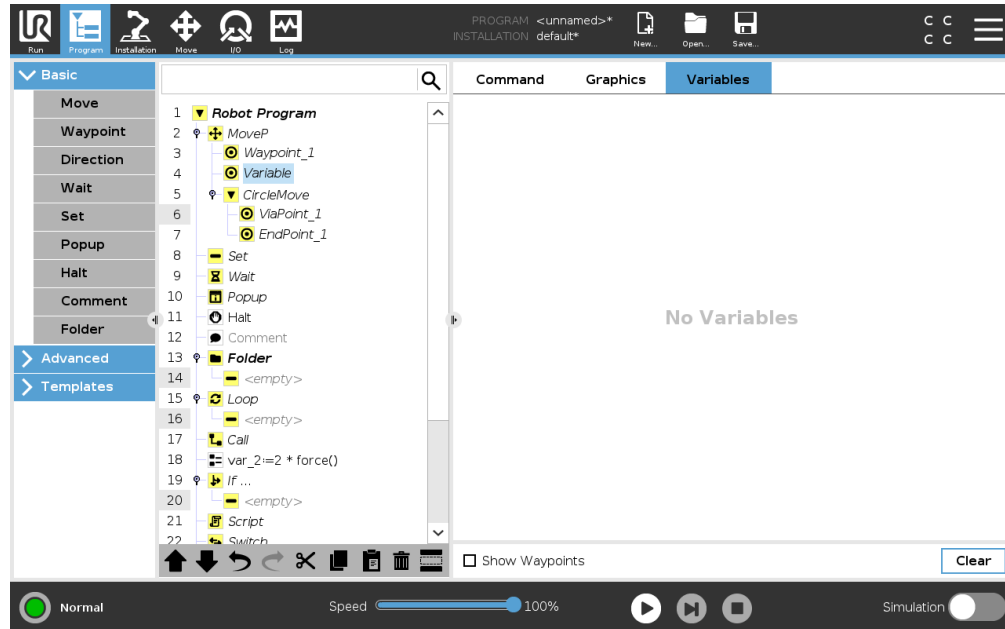 PROGRAM <unnamed>*
INSTALLATION default*
UR
Run
Program
Installation
Move
I/O
Log
New...
Open...
Save...
C C
C C
Basic
Move
Waypoint
Direction
Wait
Set
Popup
Halt
Comment
Folder
Advanced
Templates
1 Robot Program
2 MoveP
3 Waypoint_1
4 Variable
5 CircleMove
6 ViaPoint_1
7 EndPoint_1
8 Set
9 Wait
10 Popup
11 Halt
12 Comment
13 Folder
14 <empty>
15 Loop
16 <empty>
17 Call
18 var_2:=2 * force()
19 If ...
20 <empty>
21 Script
22 Switch
Command Graphics Variables
No Variables
Show Waypoints
Clear
Normal
Speed 100%
Simulation